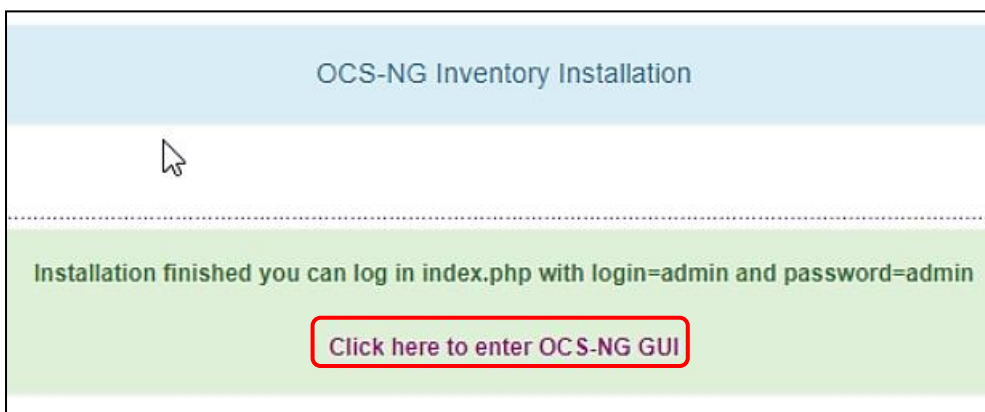 OCS-NG Inventory Installation
Installation finished you can log in index.php with login=admin and password=admin
Click here to enter OCS-NG GUI